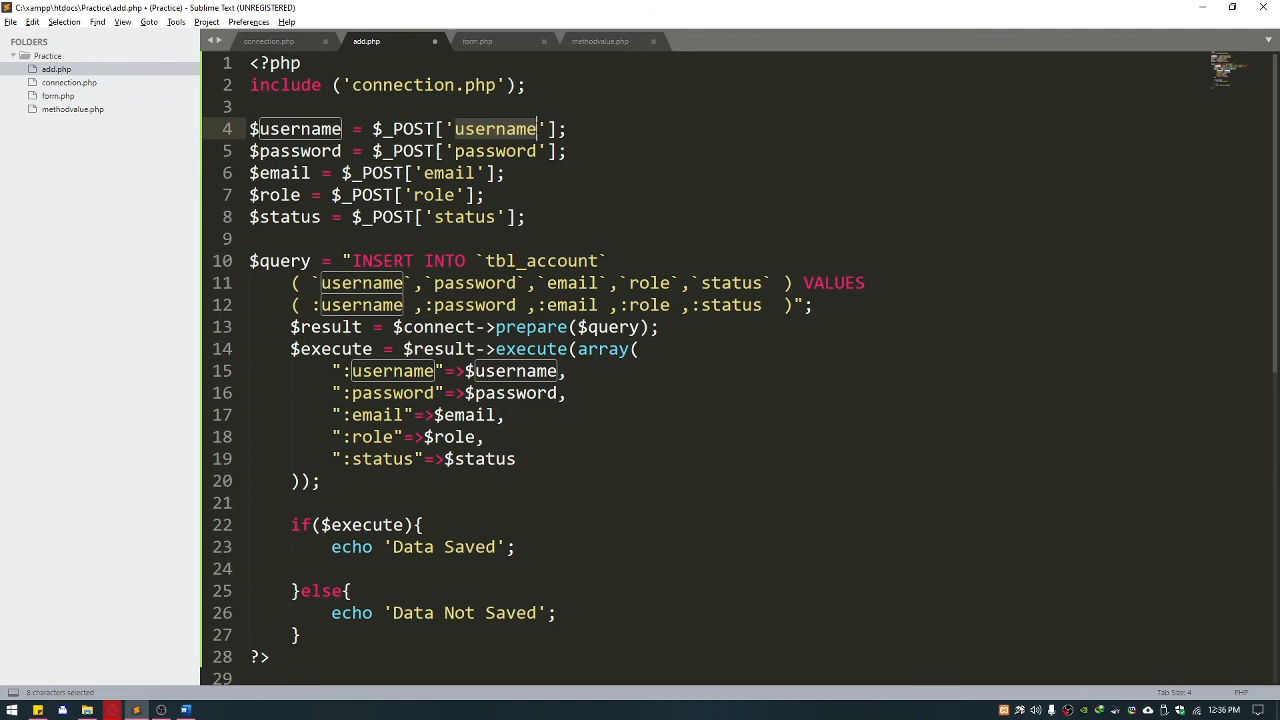 C:\xampp\htdocs\Practice\add.php • (Practice) - Sublime Text (UNREGISTERED)
File Edit Selection Find View Goto Tools Project Preferences Help
FOLDERS
Practice
add.php
connection.php
form.php
methodvalue.php
connection.php add.php form.php methodvalue.php
1 <?php
2 include ('connection.php');
3
4 $username = $_POST['username'];
5 $password = $_POST['password'];
6 $email = $_POST['email'];
7 $role = $_POST['role'];
8 $status = $_POST['status'];
9
10 $query = "INSERT INTO `tbl_account`
11 ( `username`,`password`,`email`,`role`,`status` ) VALUES
12 ( :username ,:password ,:email ,:role ,:status  )";
13 $result = $connect->prepare($query);
14 $execute = $result->execute(array(
15 ":username"=>$username,
16 ":password"=>$password,
17 ":email"=>$email,
18 ":role"=>$role,
19 ":status"=>$status
20 ));
21
22 if($execute){
23 echo 'Data Saved';
24
25 }else{
26 echo 'Data Not Saved';
27 }
28 ?>
29
8 characters selected Tab Size: 4 PHP
12:36 PM